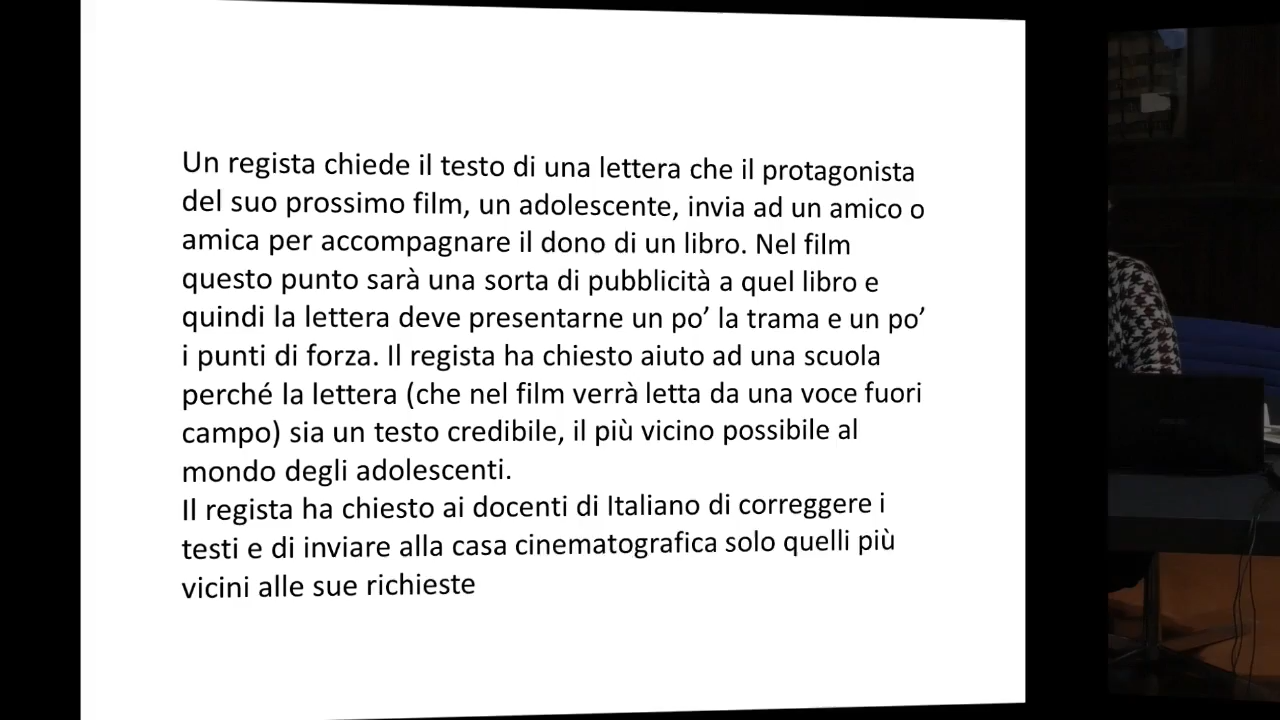 Un regista chiede il testo di una lettera che il protagonista
del suo prossimo film, un adolescente, invia ad un amico o
amica per accompagnare il dono di un libro. Nel film
questo punto sarà una sorta di pubblicità a quel libro e
quindi la lettera deve presentarne un po’ la trama e un po’
i punti di forza. Il regista ha chiesto aiuto ad una scuola
perché la lettera (che nel film verrà letta da una voce fuori
campo) sia un testo credibile, il più vicino possibile al
mondo degli adolescenti.
Il regista ha chiesto ai docenti di Italiano di correggere i
testi e di inviare alla casa cinematografica solo quelli più
vicini alle sue richieste